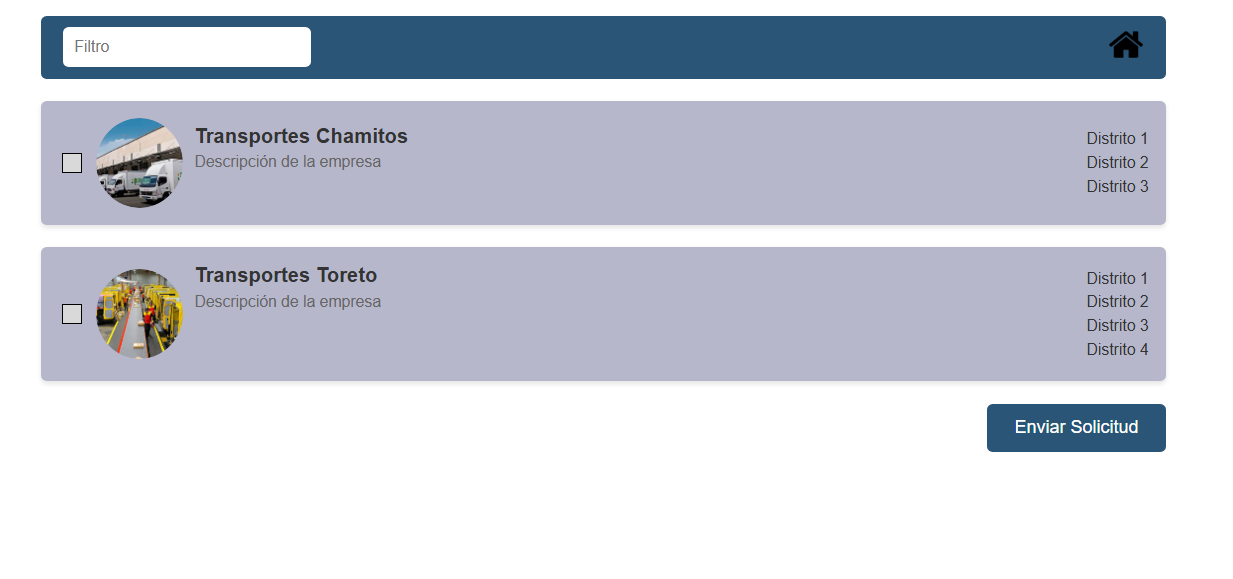 Filtro
Transportes Chamitos
Descripción de la empresa
Distrito 1
Distrito 2
Distrito 3
Transportes Toreto
Descripción de la empresa
Distrito 1
Distrito 2
Distrito 3
Distrito 4
Enviar Solicitud